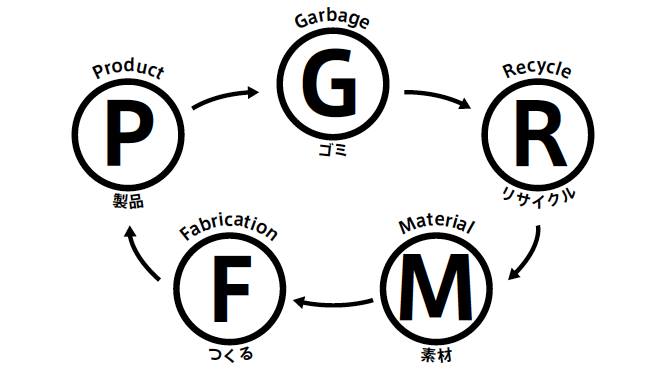 Garbage
G
ゴミ
Recycle
R
リサイクル
Material
M
素材
Fabrication
F
つくる
Product
P
製品